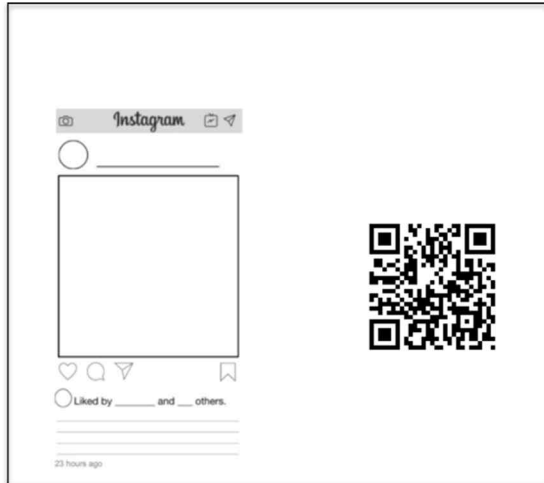 Instagram
Liked by _______ and ___ others.
23 hours ago